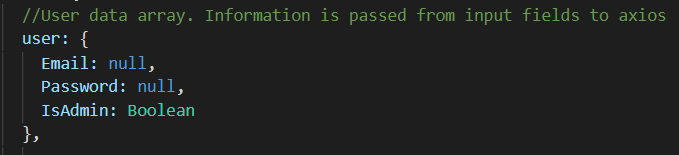 //User data array. Information is passed from input fields to axios
user: {
Email: null,
Password: null,
IsAdmin: Boolean
},